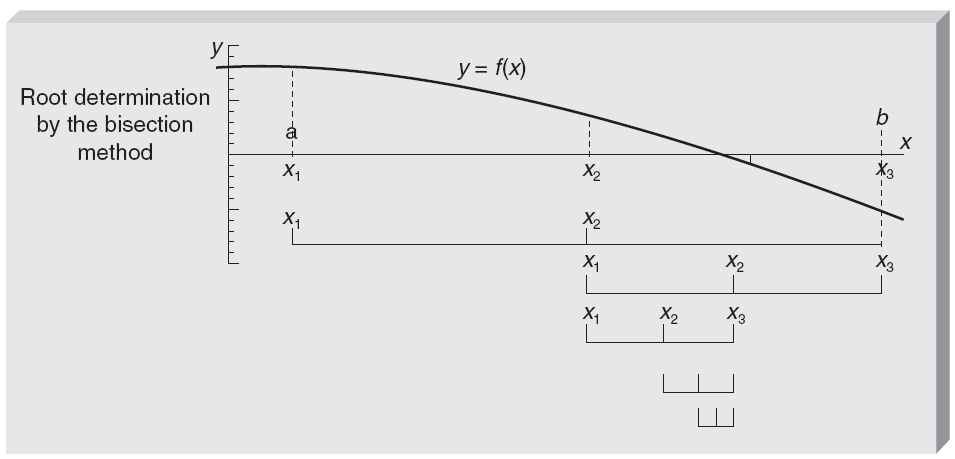 y
y = f(x)
Root determination
by the bisection
method
a
b
x
x₁
x₂
x₃
x₁
x₂
x₁
x₂
x₃
x₁
x₂
x₃